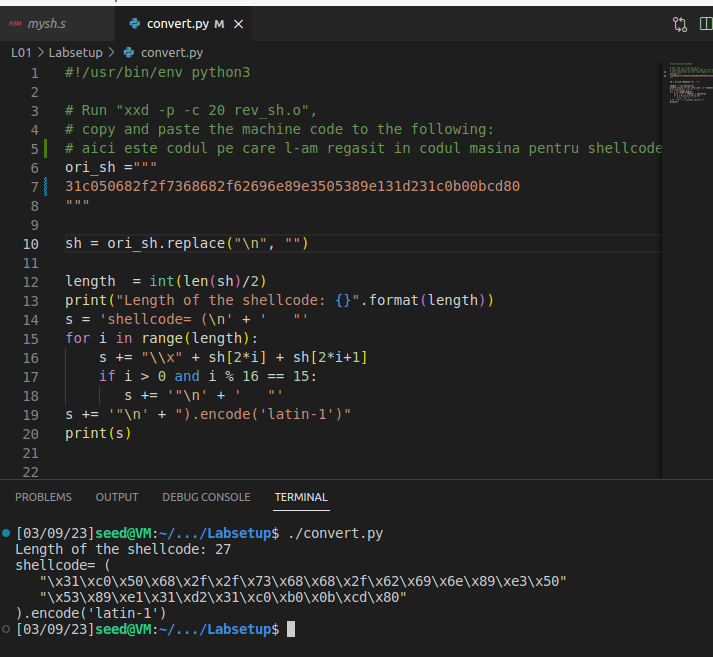 ASM mysh.s convert.py M
L01 > Labsetup > convert.py
1 #!/usr/bin/env python3
2
3 # Run "xxd -p -c 20 rev_sh.o",
4 # copy and paste the machine code to the following:
5 # aici este codul pe care l-am regasit in codul masina pentru shellcode
6 ori_sh ="""
7 31c050682f2f7368682f62696e89e3505389e131d231c0b00bcd80
8 """
9
10 sh = ori_sh.replace("\n", "")
11
12 length  = int(len(sh)/2)
13 print("Length of the shellcode: {}".format(length))
14 s = 'shellcode= (\n' + '   "'
15 for i in range(length):
16     s += "\\x" + sh[2*i] + sh[2*i+1]
17     if i > 0 and i % 16 == 15:
18        s += '"\n' + '   "'
19 s += '"\n' + ").encode('latin-1')"
20 print(s)
21
22
PROBLEMS OUTPUT DEBUG CONSOLE TERMINAL
[03/09/23]seed@VM:~/.../Labsetup$ ./convert.py
Length of the shellcode: 27
shellcode= (
   "\x31\xc0\x50\x68\x2f\x2f\x73\x68\x68\x2f\x62\x69\x6e\x89\xe3\x50"
   "\x53\x89\xe1\x31\xd2\x31\xc0\xb0\x0b\xcd\x80"
).encode('latin-1')
[03/09/23]seed@VM:~/.../Labsetup$